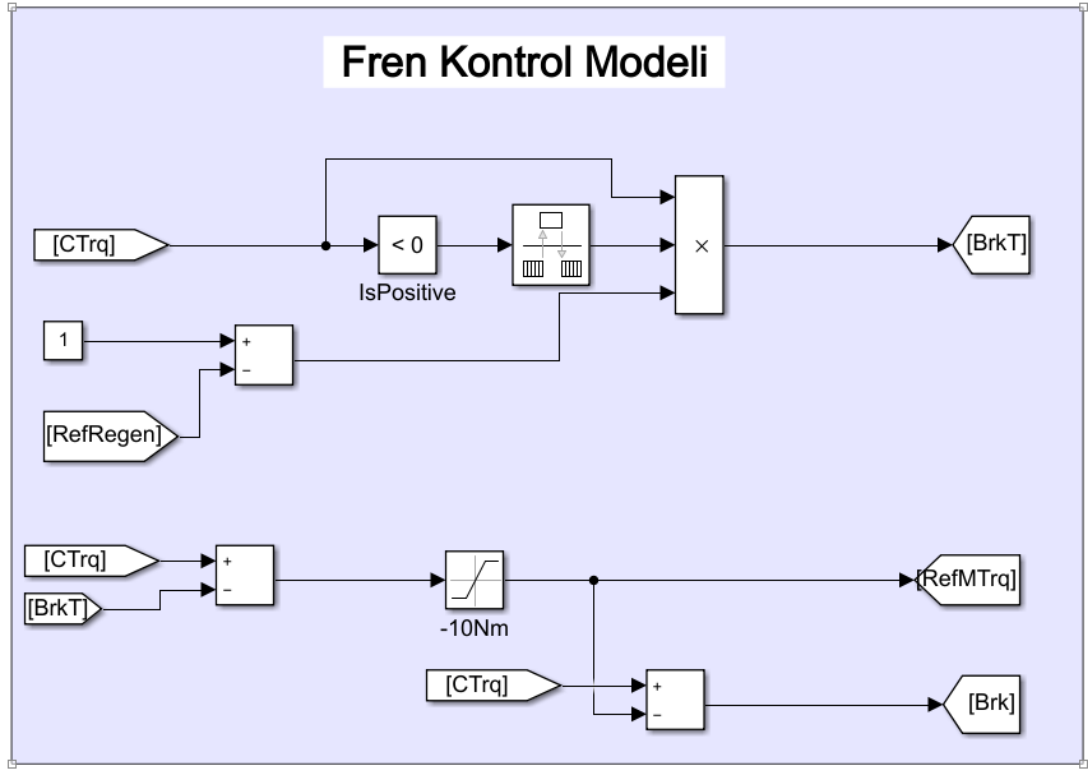 Fren Kontrol Modeli
[CTrq]
< 0
IsPositive
×
[BrkT]
1
+
−
[RefRegen]
[CTrq]
[BrkT]
+
−
-10Nm
[RefMTrq]
[CTrq]
+
−
[Brk]